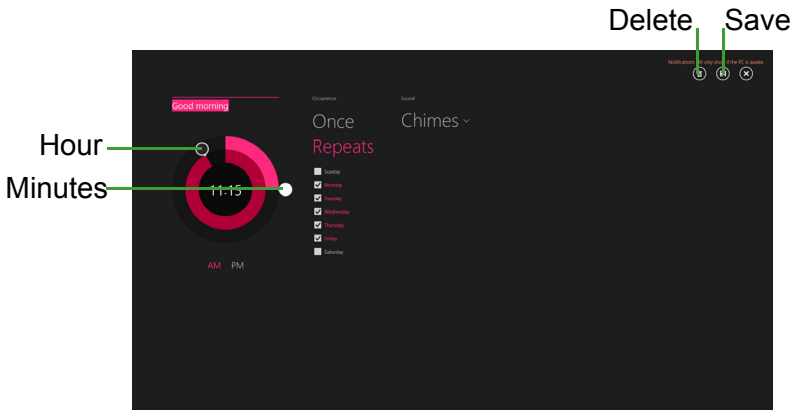 Delete Save
Notifications will only show if the PC is awake
Good morning
Occurrence
Sound
Once
Chimes
Repeats
Hour
Minutes
11:15
Sunday
Monday
Tuesday
Wednesday
Thursday
Friday
Saturday
AM PM